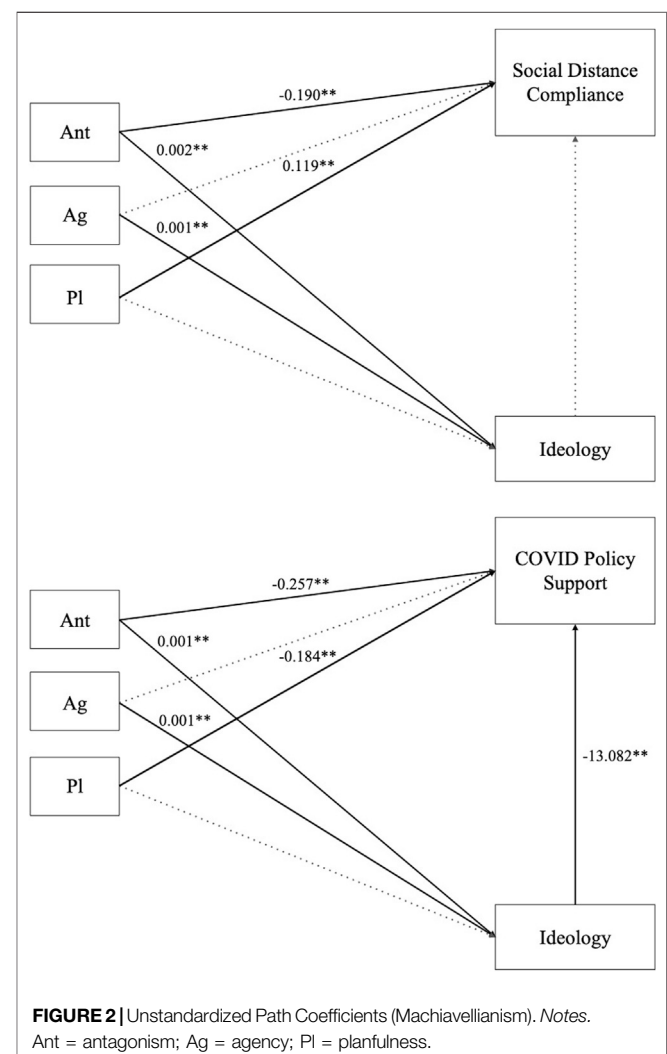 Social Distance
Compliance
-0.190**
Ant
0.002**
0.119**
Ag
0.001**
Pl
Ideology
COVID Policy
Support
-0.257**
Ant
0.001**
-0.184**
Ag
0.001**
-13.082**
Pl
Ideology
FIGURE 2 | Unstandardized Path Coefficients (Machiavellianism). Notes.
Ant = antagonism; Ag = agency; Pl = planfulness.